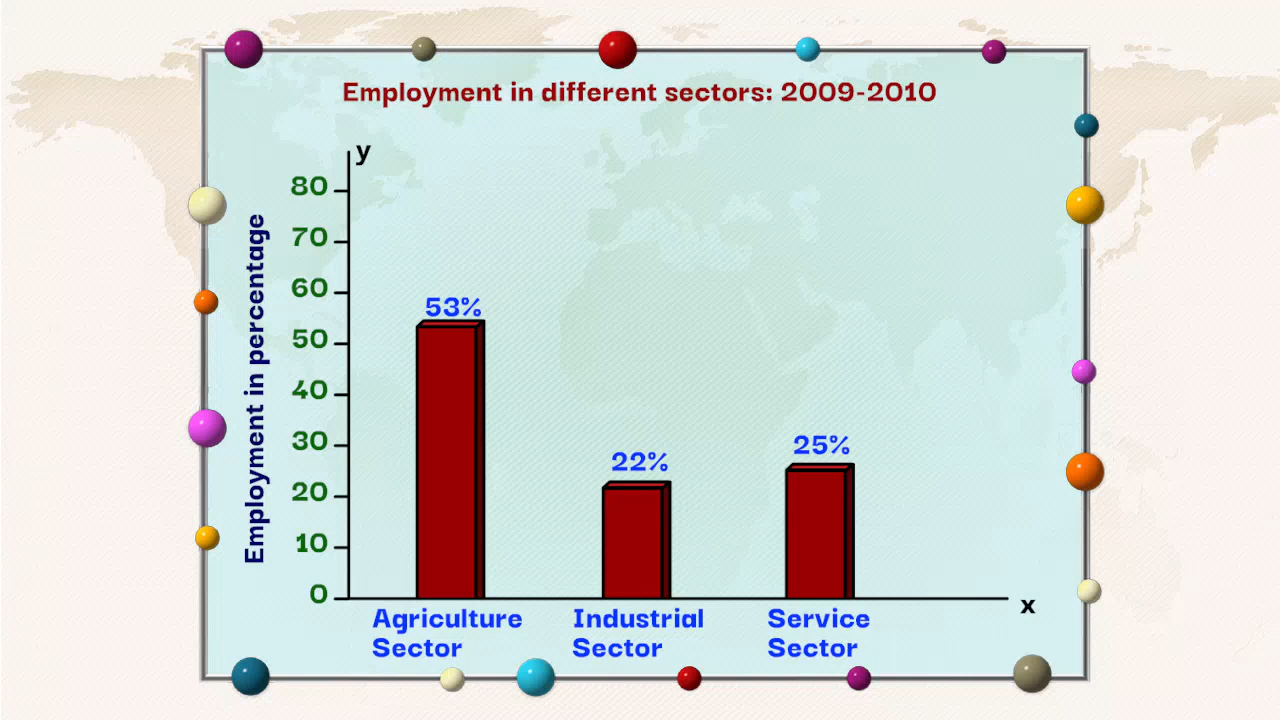 Employment in different sectors: 2009-2010
y
80
70
60
50
40
30
20
10
0
Employment in percentage
53%
22%
25%
x
Agriculture
Sector
Industrial
Sector
Service
Sector